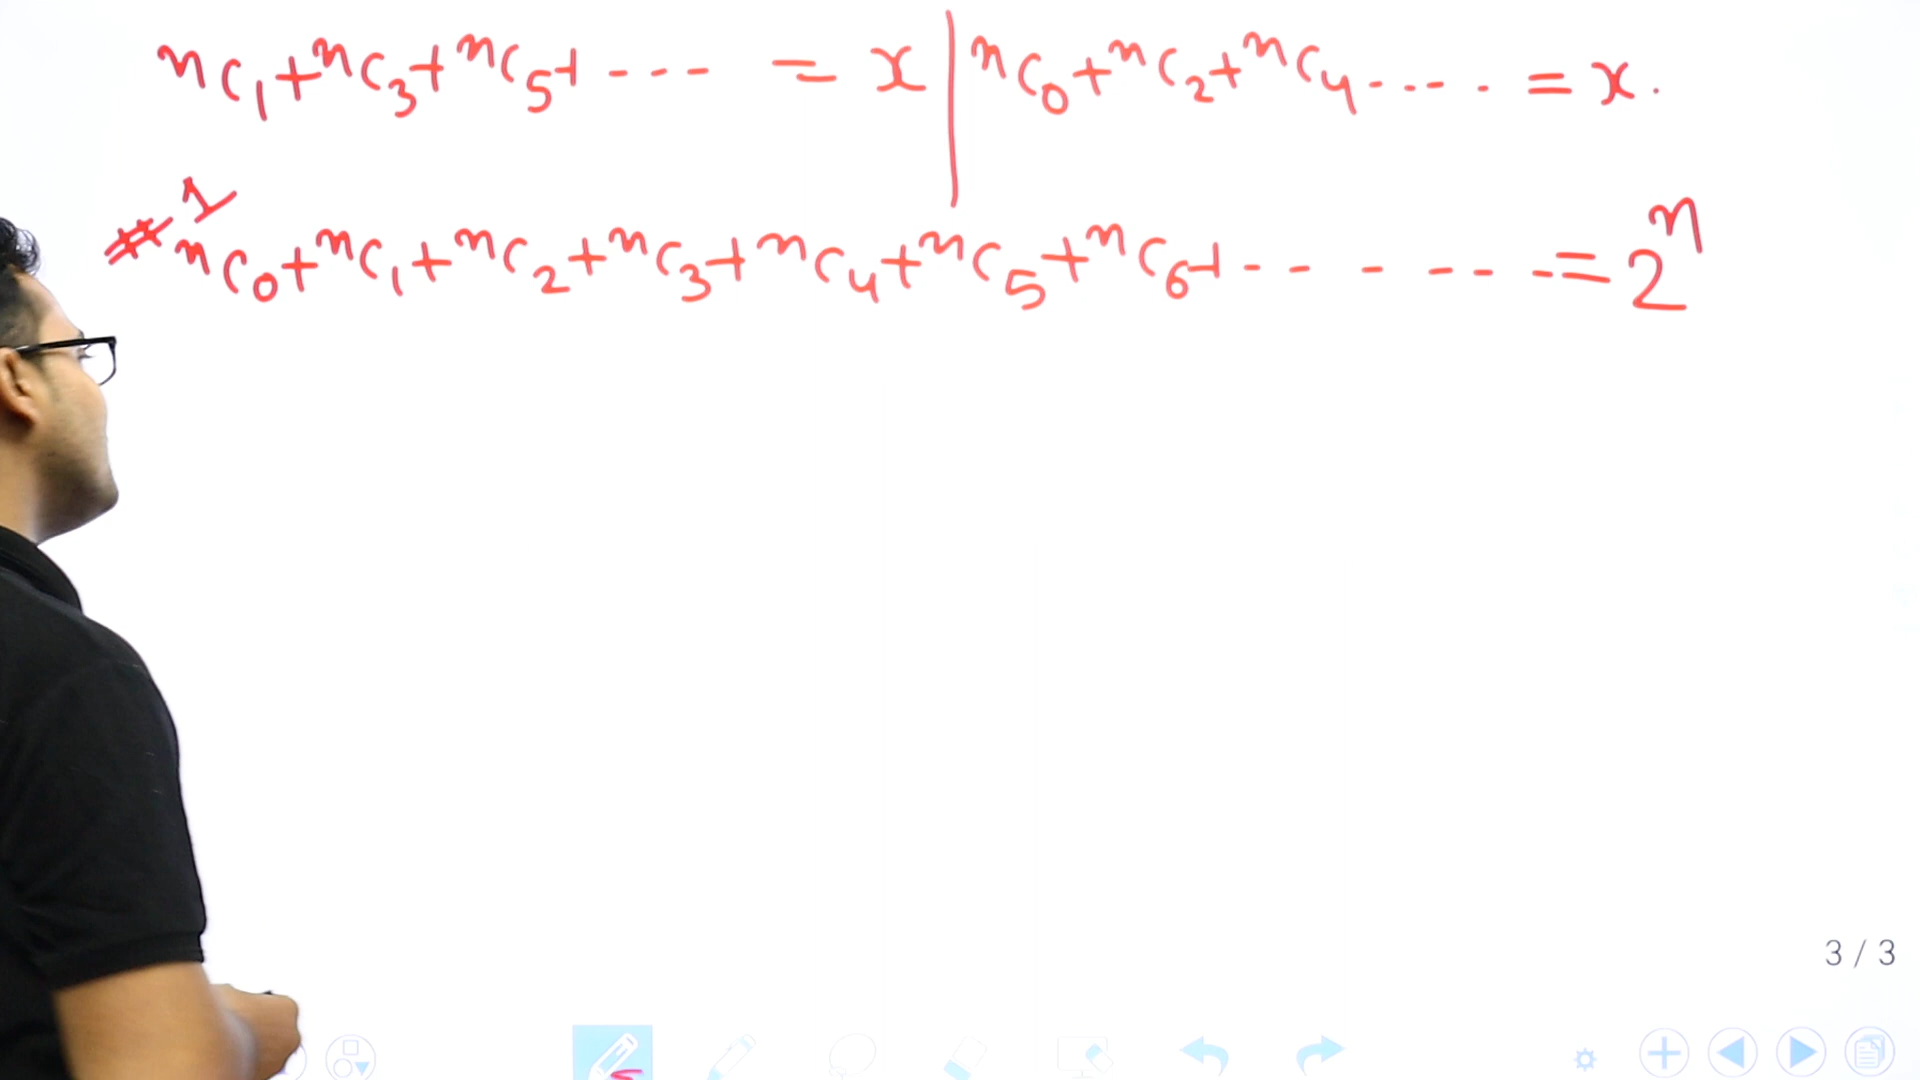 ⁿC₁+ⁿC₃+ⁿC₅+ --- = x | ⁿC₀+ⁿC₂+ⁿC₄---- = x.
#1
ⁿC₀+ⁿC₁+ⁿC₂+ⁿC₃+ⁿC₄+ⁿC₅+ⁿC₆+------=2ⁿ
3 / 3